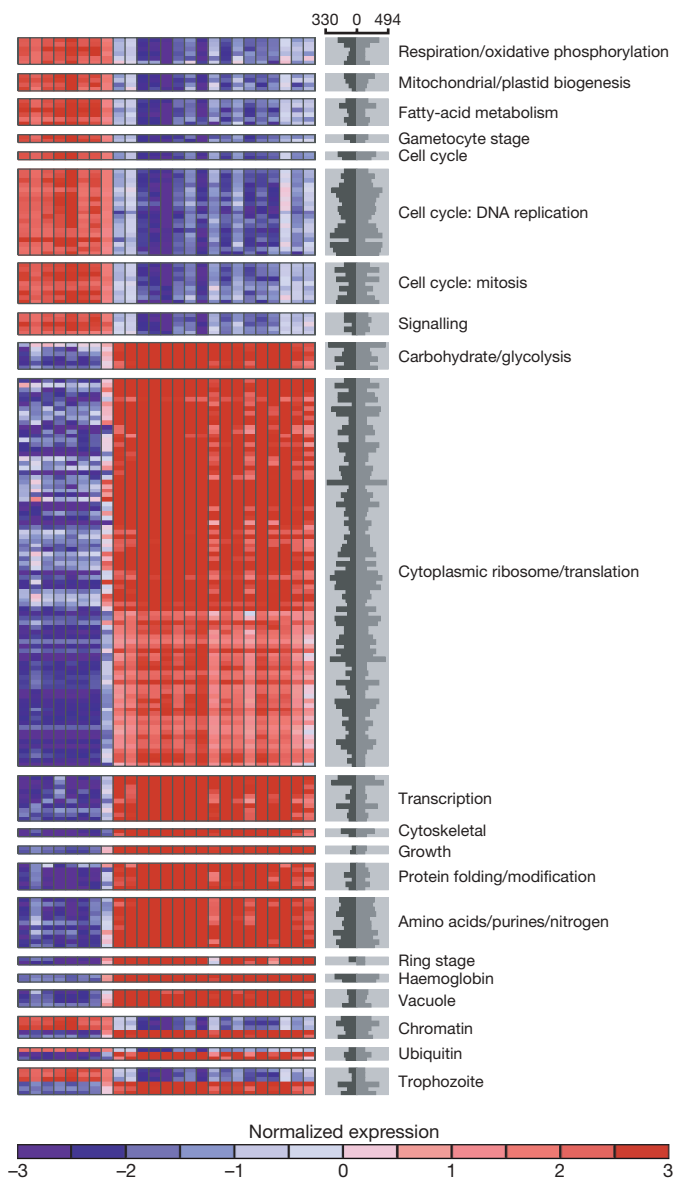 330 0 494
Respiration/oxidative phosphorylation
Mitochondrial/plastid biogenesis
Fatty-acid metabolism
Gametocyte stage
Cell cycle
Cell cycle: DNA replication
Cell cycle: mitosis
Signalling
Carbohydrate/glycolysis
Cytoplasmic ribosome/translation
Transcription
Cytoskeletal
Growth
Protein folding/modification
Amino acids/purines/nitrogen
Ring stage
Haemoglobin
Vacuole
Chromatin
Ubiquitin
Trophozoite
Normalized expression
−3 −2 −1 0 1 2 3